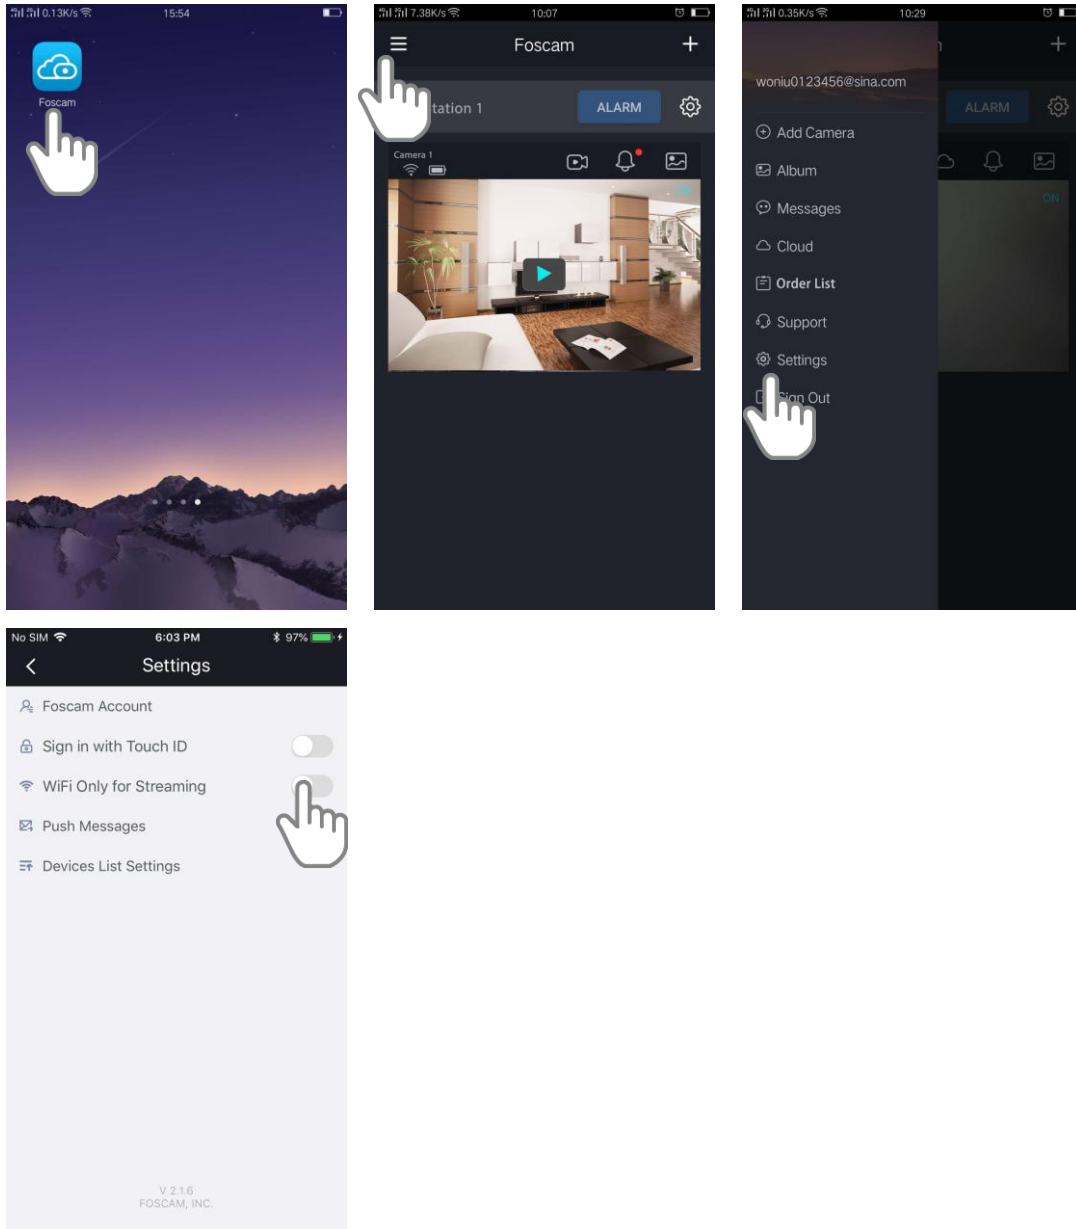 0.13K/s
15:54
Foscam
7.38K/s
10:07
Foscam
tation 1
ALARM
Camera 1
ON
0.35K/s
10:29
woniu0123456@sina.com
ALARM
ON
Add Camera
Album
Messages
Cloud
Order List
Support
Settings
Sign Out
No SIM
6:03 PM
97%
Settings
Foscam Account
Sign in with Touch ID
WiFi Only for Streaming
Push Messages
Devices List Settings
V 2.1.6
FOSCAM, INC.